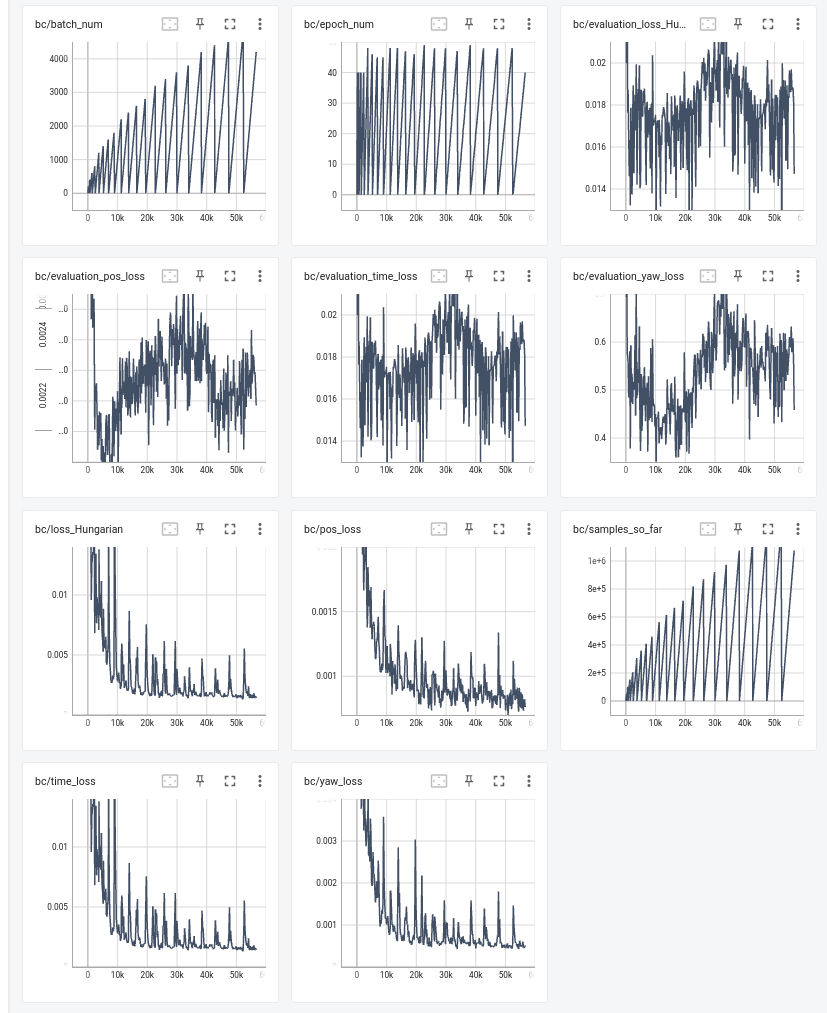 bc/batch_num
4000
3000
2000
1000
0
0 10k 20k 30k 40k 50k
bc/epoch_num
40
30
20
10
0
0 10k 20k 30k 40k 50k
bc/evaluation_loss_Hu...
0.02
0.018
0.016
0.014
0 10k 20k 30k 40k 50k
bc/evaluation_pos_loss
0.0024
0.0022
..0
..0
..0
..0
..0
0 10k 20k 30k 40k 50k
bc/evaluation_time_loss
0.02
0.018
0.016
0.014
0 10k 20k 30k 40k 50k
bc/evaluation_yaw_loss
0.6
0.5
0.4
0 10k 20k 30k 40k 50k
bc/loss_Hungarian
0.01
0.005
0 10k 20k 30k 40k 50k
bc/pos_loss
0.0015
0.001
0 10k 20k 30k 40k 50k
bc/samples_so_far
1e+6
8e+5
6e+5
4e+5
2e+5
0
0 10k 20k 30k 40k 50k
bc/time_loss
0.01
0.005
0 10k 20k 30k 40k 50k
bc/yaw_loss
0.003
0.002
0.001
0 10k 20k 30k 40k 50k